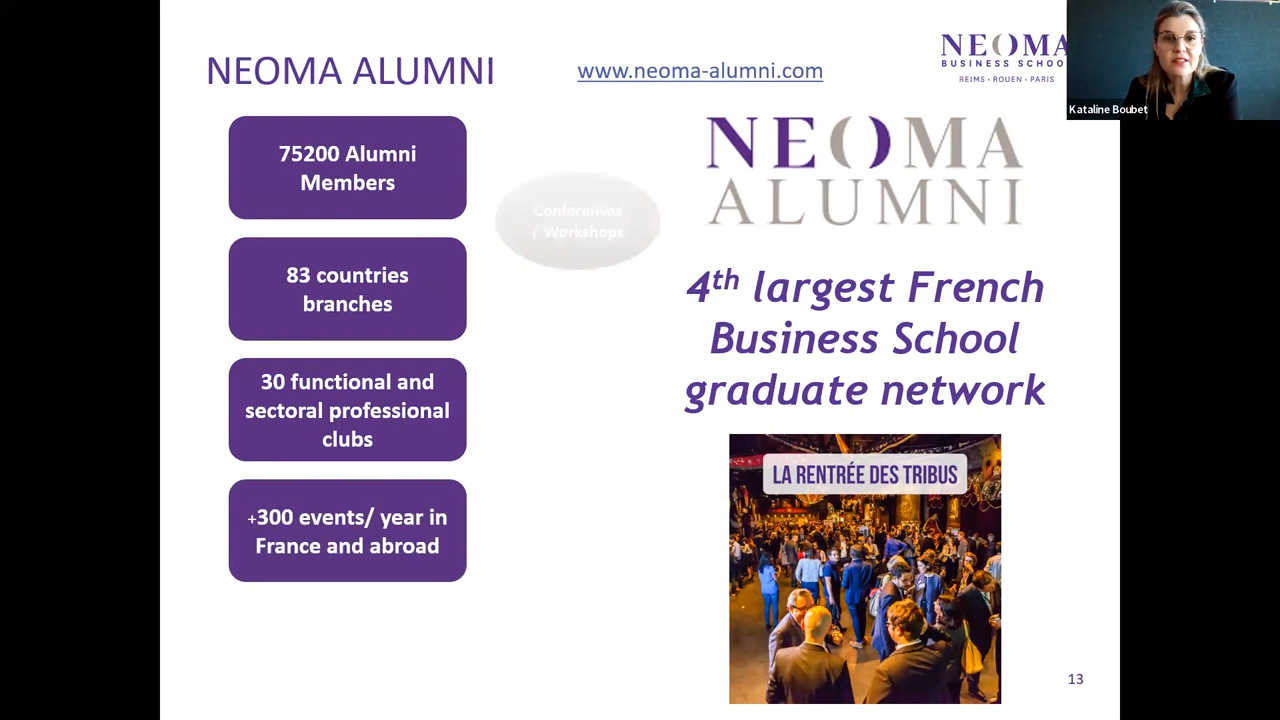 NEOMA ALUMNI
www.neoma-alumni.com
NEOMA
BUSINESS SCHOOL
REIMS • ROUEN • PARIS
Kataline Boubet
75200 Alumni
Members
83 countries
branches
30 functional and
sectoral professional
clubs
+300 events/ year in
France and abroad
Conferences
/ Workshops
NEOMA
ALUMNI
4th largest French
Business School
graduate network
LA RENTRÉE DES TRIBUS
13